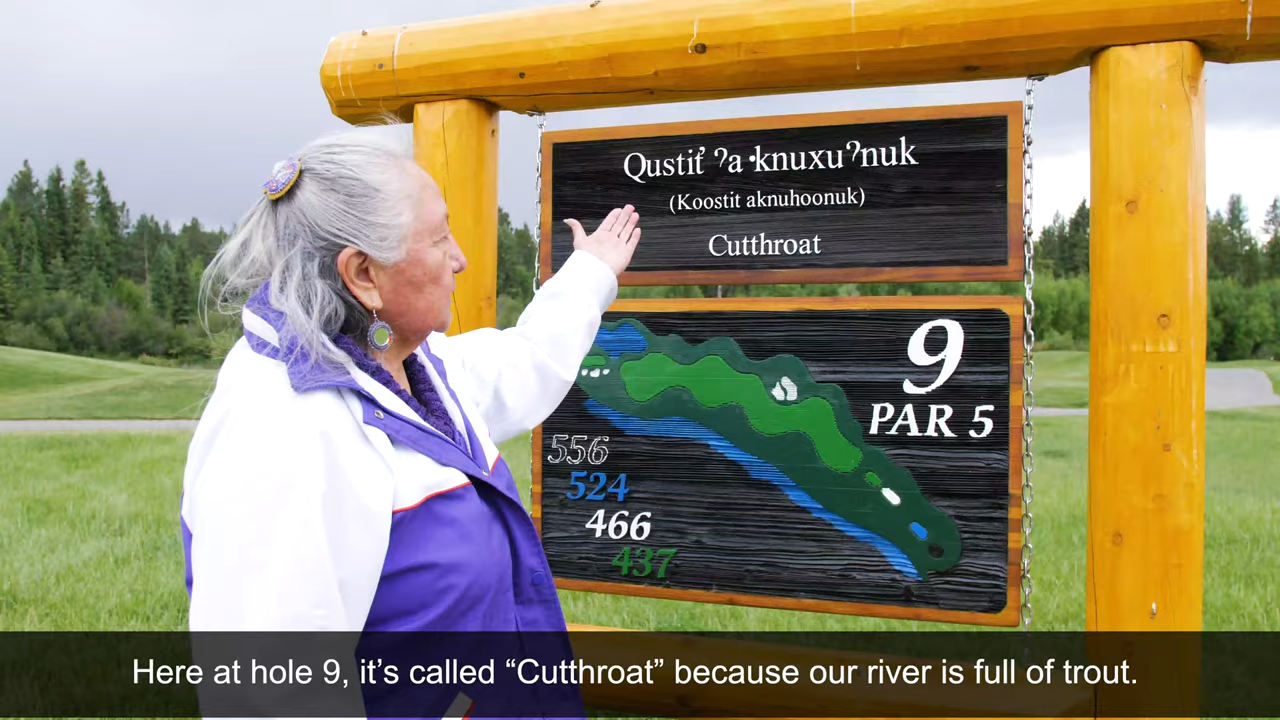 Qustit̓ ʔa·knuxuʔnuk
(Koostit aknuhoonuk)
Cutthroat
9
PAR 5
556
524
466
437
Here at hole 9, it’s called “Cutthroat” because our river is full of trout.